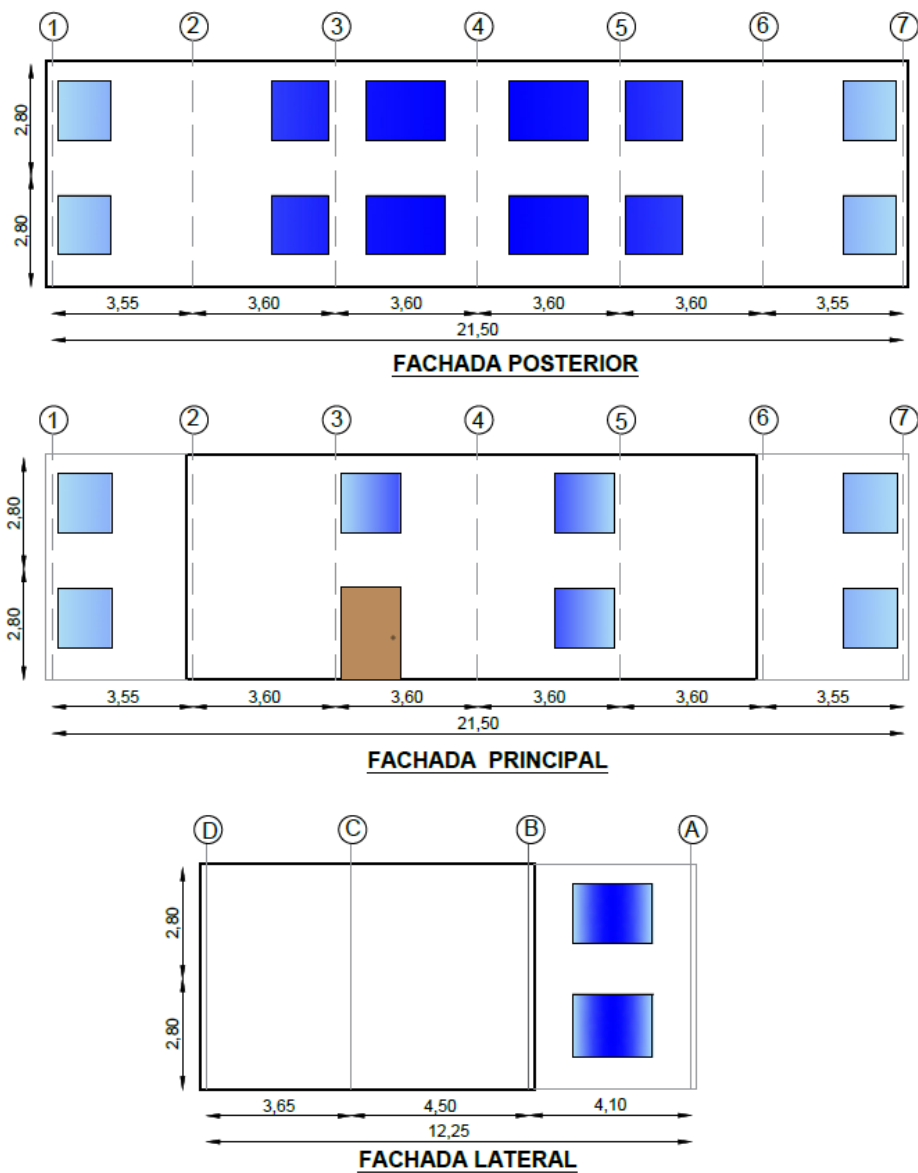 1 2 3 4 5 6 7
2,80
2,80
3,55 3,60 3,60 3,60 3,60 3,55
21,50
FACHADA POSTERIOR
1 2 3 4 5 6 7
2,80
2,80
3,55 3,60 3,60 3,60 3,60 3,55
21,50
FACHADA PRINCIPAL
D C B A
2,80
2,80
3,65 4,50 4,10
12,25
FACHADA LATERAL